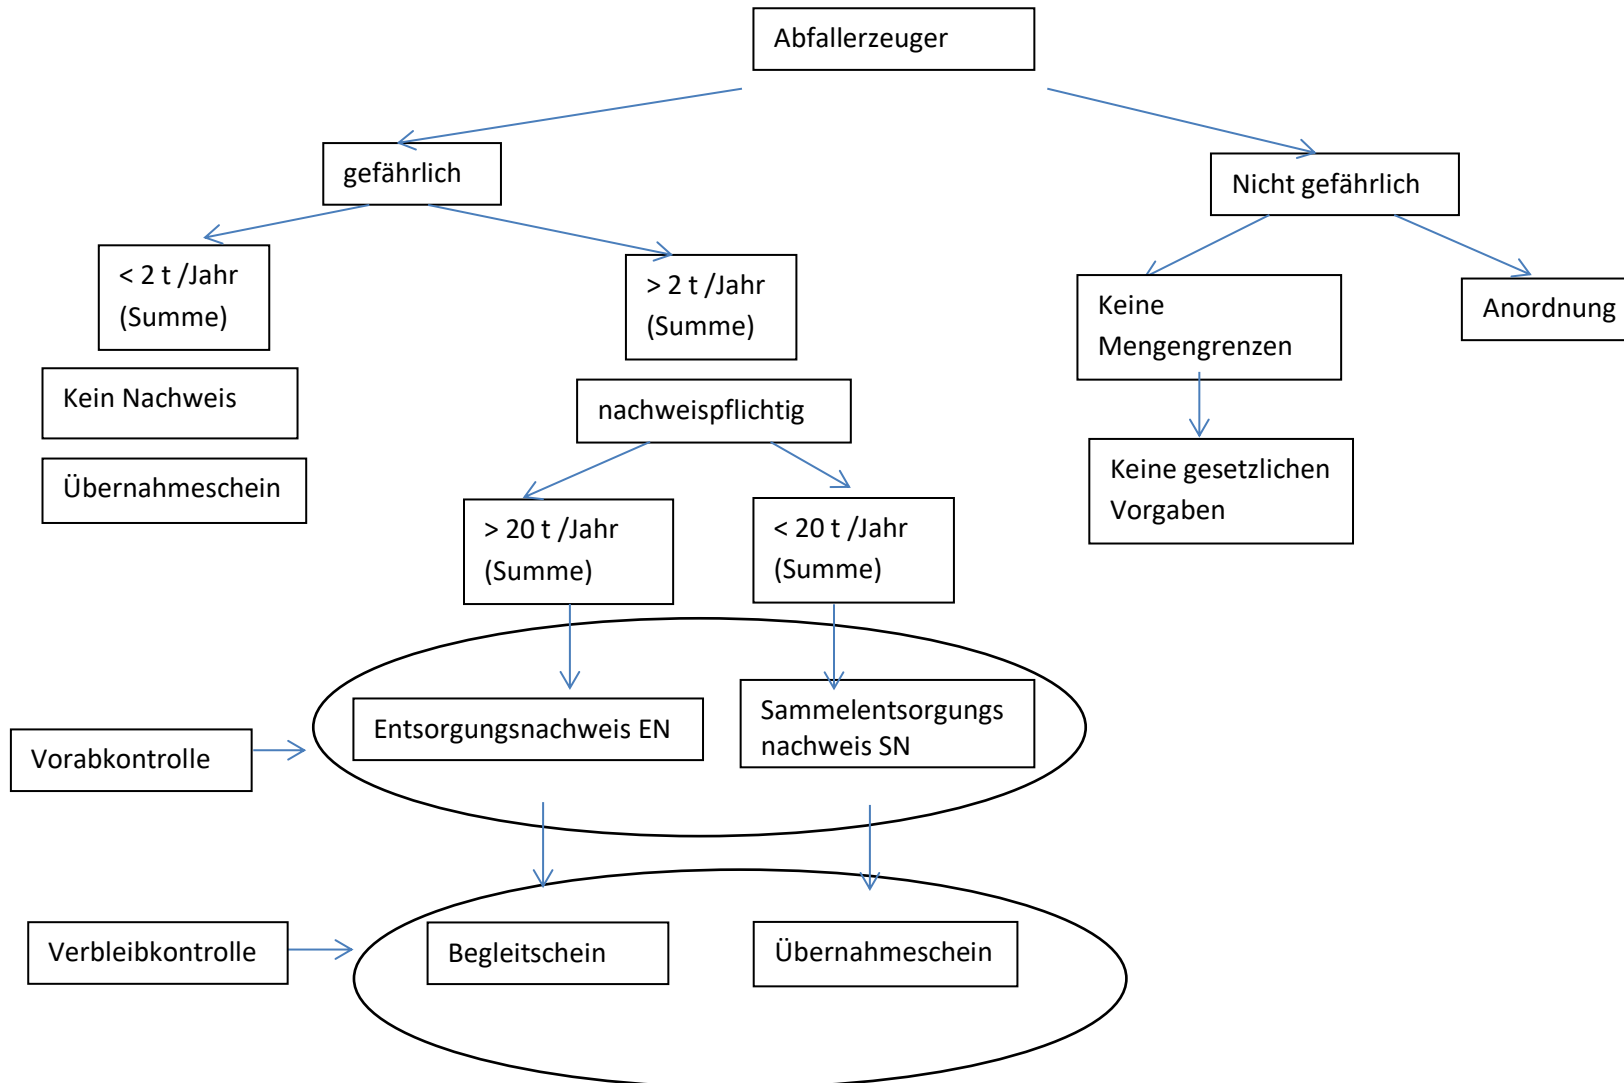 Abfallerzeuger
gefährlich
Nicht gefährlich
< 2 t /Jahr
(Summe)
> 2 t /Jahr
(Summe)
Keine
Mengengrenzen
Anordnung
Kein Nachweis
nachweispflichtig
Übernahmeschein
Keine gesetzlichen
Vorgaben
> 20 t /Jahr
(Summe)
< 20 t /Jahr
(Summe)
Vorabkontrolle
Entsorgungsnachweis EN
Sammelentsorgungs
nachweis SN
Verbleibkontrolle
Begleitschein
Übernahmeschein